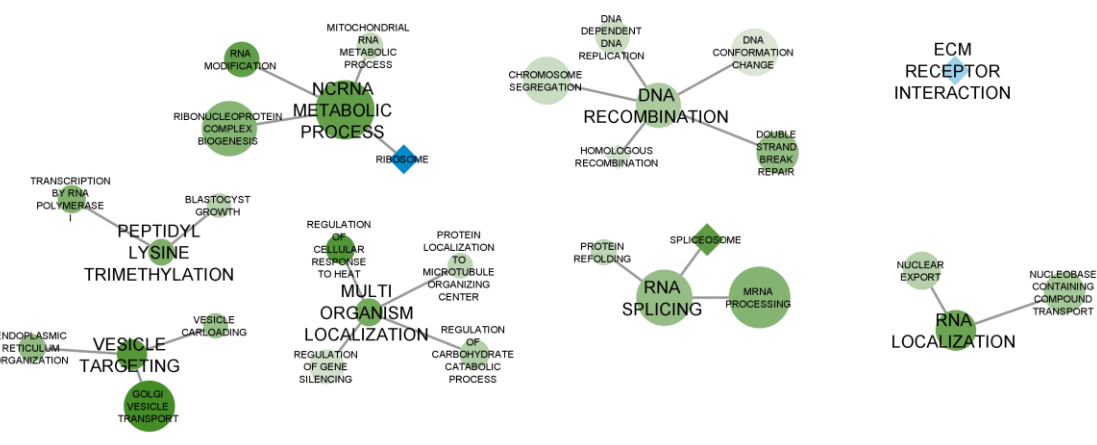 MITOCHONDRIAL
RNA
METABOLIC
PROCESS
RNA
MODIFICATION
NCRNA
METABOLIC
PROCESS
RIBONUCLEOPROTEIN
COMPLEX
BIOGENESIS
RIBOSOME
DNA
DEPENDENT
DNA
REPLICATION
DNA
CONFORMATION
CHANGE
CHROMOSOME
SEGREGATION
DNA
RECOMBINATION
HOMOLOGOUS
RECOMBINATION
DOUBLE
STRAND
BREAK
REPAIR
ECM
RECEPTOR
INTERACTION
TRANSCRIPTION
BY RNA
POLYMERASE
I
BLASTOCYST
GROWTH
PEPTIDYL
LYSINE
TRIMETHYLATION
REGULATION
OF
CELLULAR
RESPONSE
TO HEAT
PROTEIN
LOCALIZATION
TO
MICROTUBULE
ORGANIZING
CENTER
MULTI
ORGANISM
LOCALIZATION
REGULATION
OF GENE
SILENCING
REGULATION
OF
CARBOHYDRATE
CATABOLIC
PROCESS
PROTEIN
REFOLDING
SPLICEOSOME
RNA
SPLICING
MRNA
PROCESSING
NUCLEAR
EXPORT
NUCLEOBASE
CONTAINING
COMPOUND
TRANSPORT
RNA
LOCALIZATION
VESICLE
CARLOADING
ENDOPLASMIC
RETICULUM
ORGANIZATION
VESICLE
TARGETING
GOLGI
VESICLE
TRANSPORT